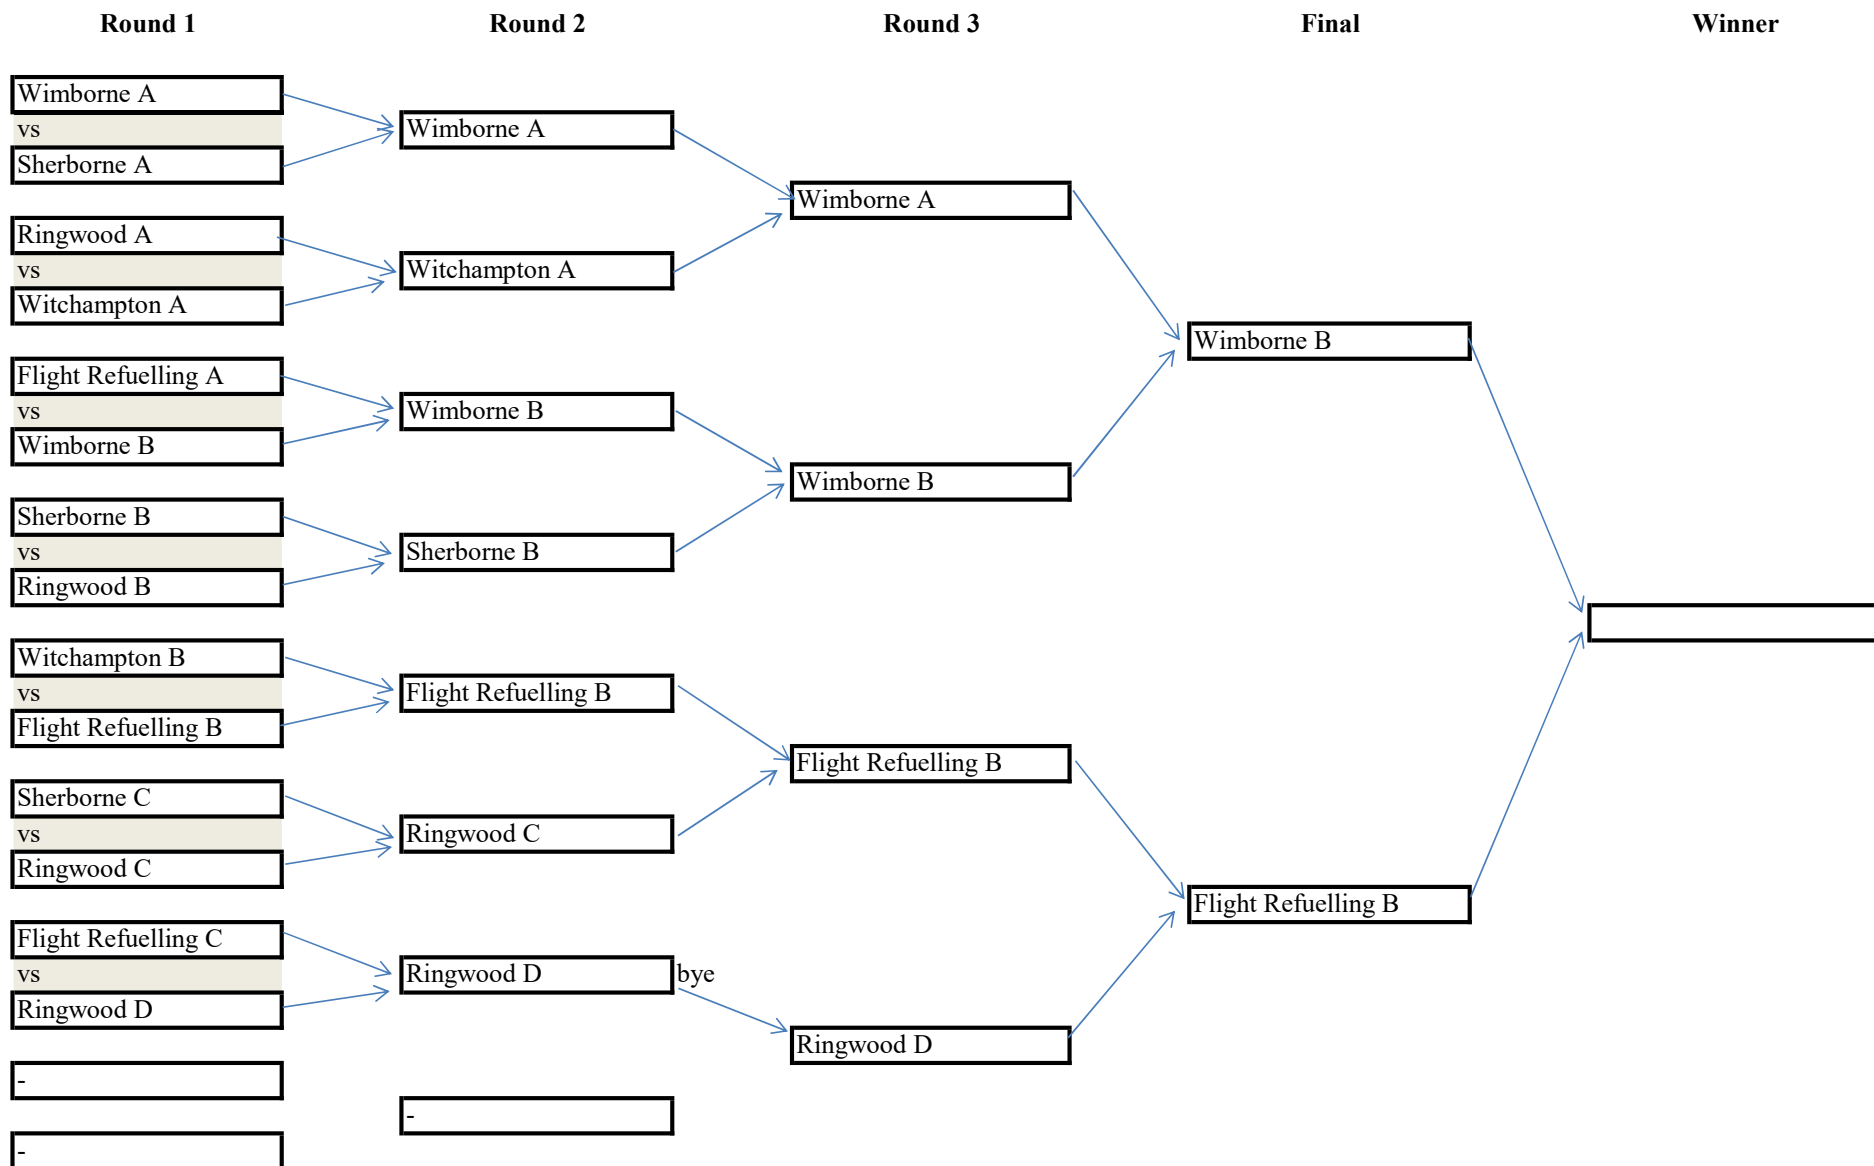 Round 1 Round 2 Round 3 Final Winner
Wimborne A
vs
Sherborne A
Wimborne A
Ringwood A
vs
Witchampton A
Witchampton A
Wimborne A
Flight Refuelling A
vs
Wimborne B
Wimborne B
Sherborne B
vs
Ringwood B
Sherborne B
Wimborne B
Wimborne B
Witchampton B
vs
Flight Refuelling B
Flight Refuelling B
Sherborne C
vs
Ringwood C
Ringwood C
Flight Refuelling B
Flight Refuelling C
vs
Ringwood D
Ringwood D bye
Ringwood D
Flight Refuelling B
-
-
-